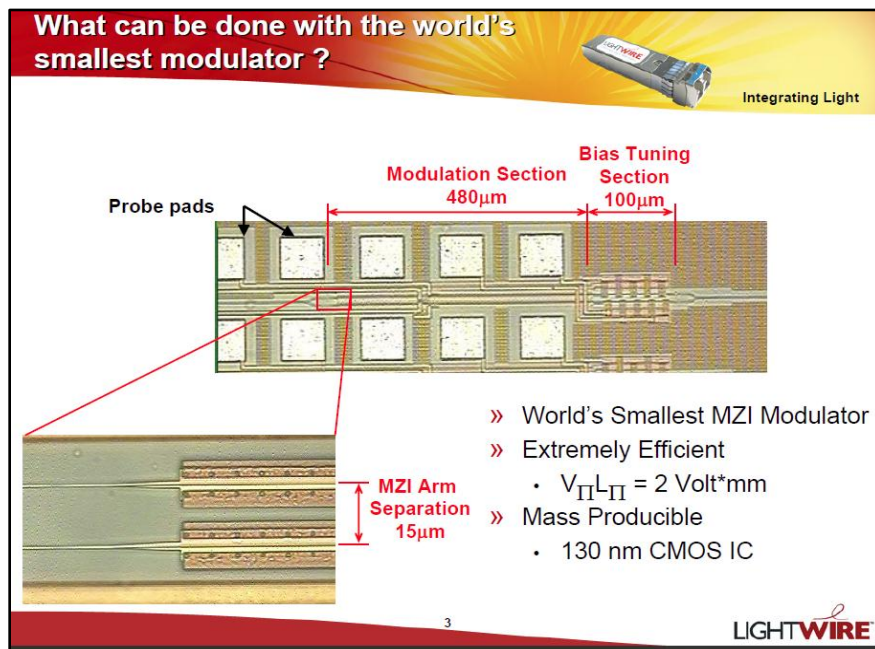 What can be done with the world's
smallest modulator ?
LIGHTWIRE
Integrating Light
Bias Tuning
Section
100μm
Modulation Section
480μm
Probe pads
MZI Arm
Separation
15μm
» World's Smallest MZI Modulator
» Extremely Efficient
• VΠLΠ = 2 Volt*mm
» Mass Producible
• 130 nm CMOS IC
3
LIGHTWIRE